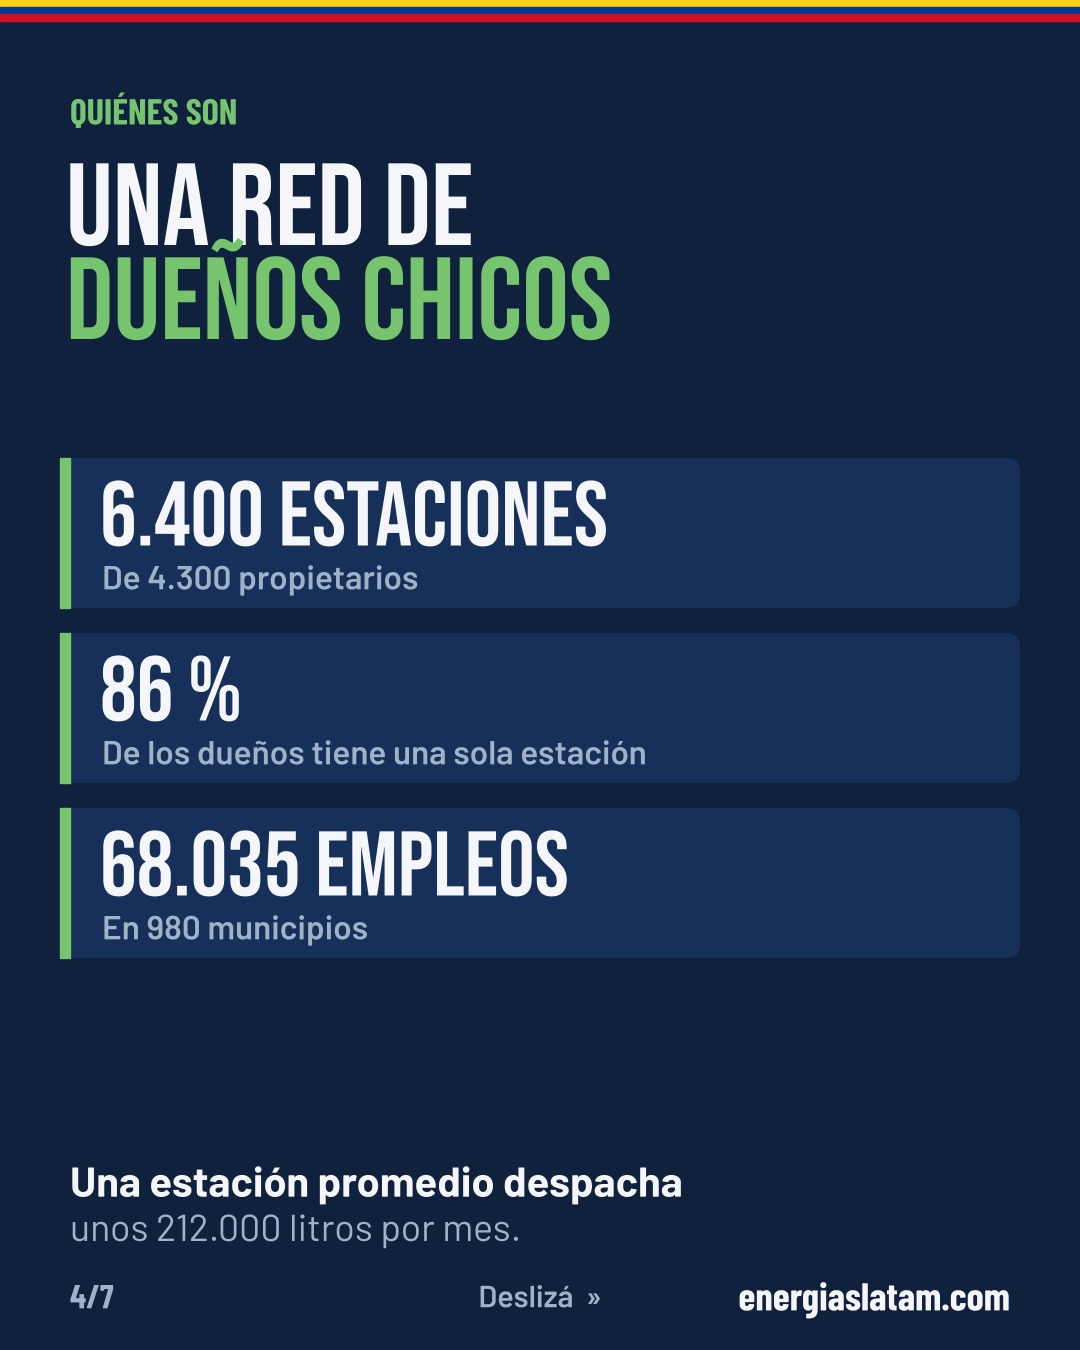 QUIÉNES SON
UNA RED DE
DUEÑOS CHICOS
6.400 ESTACIONES
De 4.300 propietarios
86 %
De los dueños tiene una sola estación
68.035 EMPLEOS
En 980 municipios
Una estación promedio despacha
unos 212.000 litros por mes.
4/7
Deslizá »
energiaslatam.com